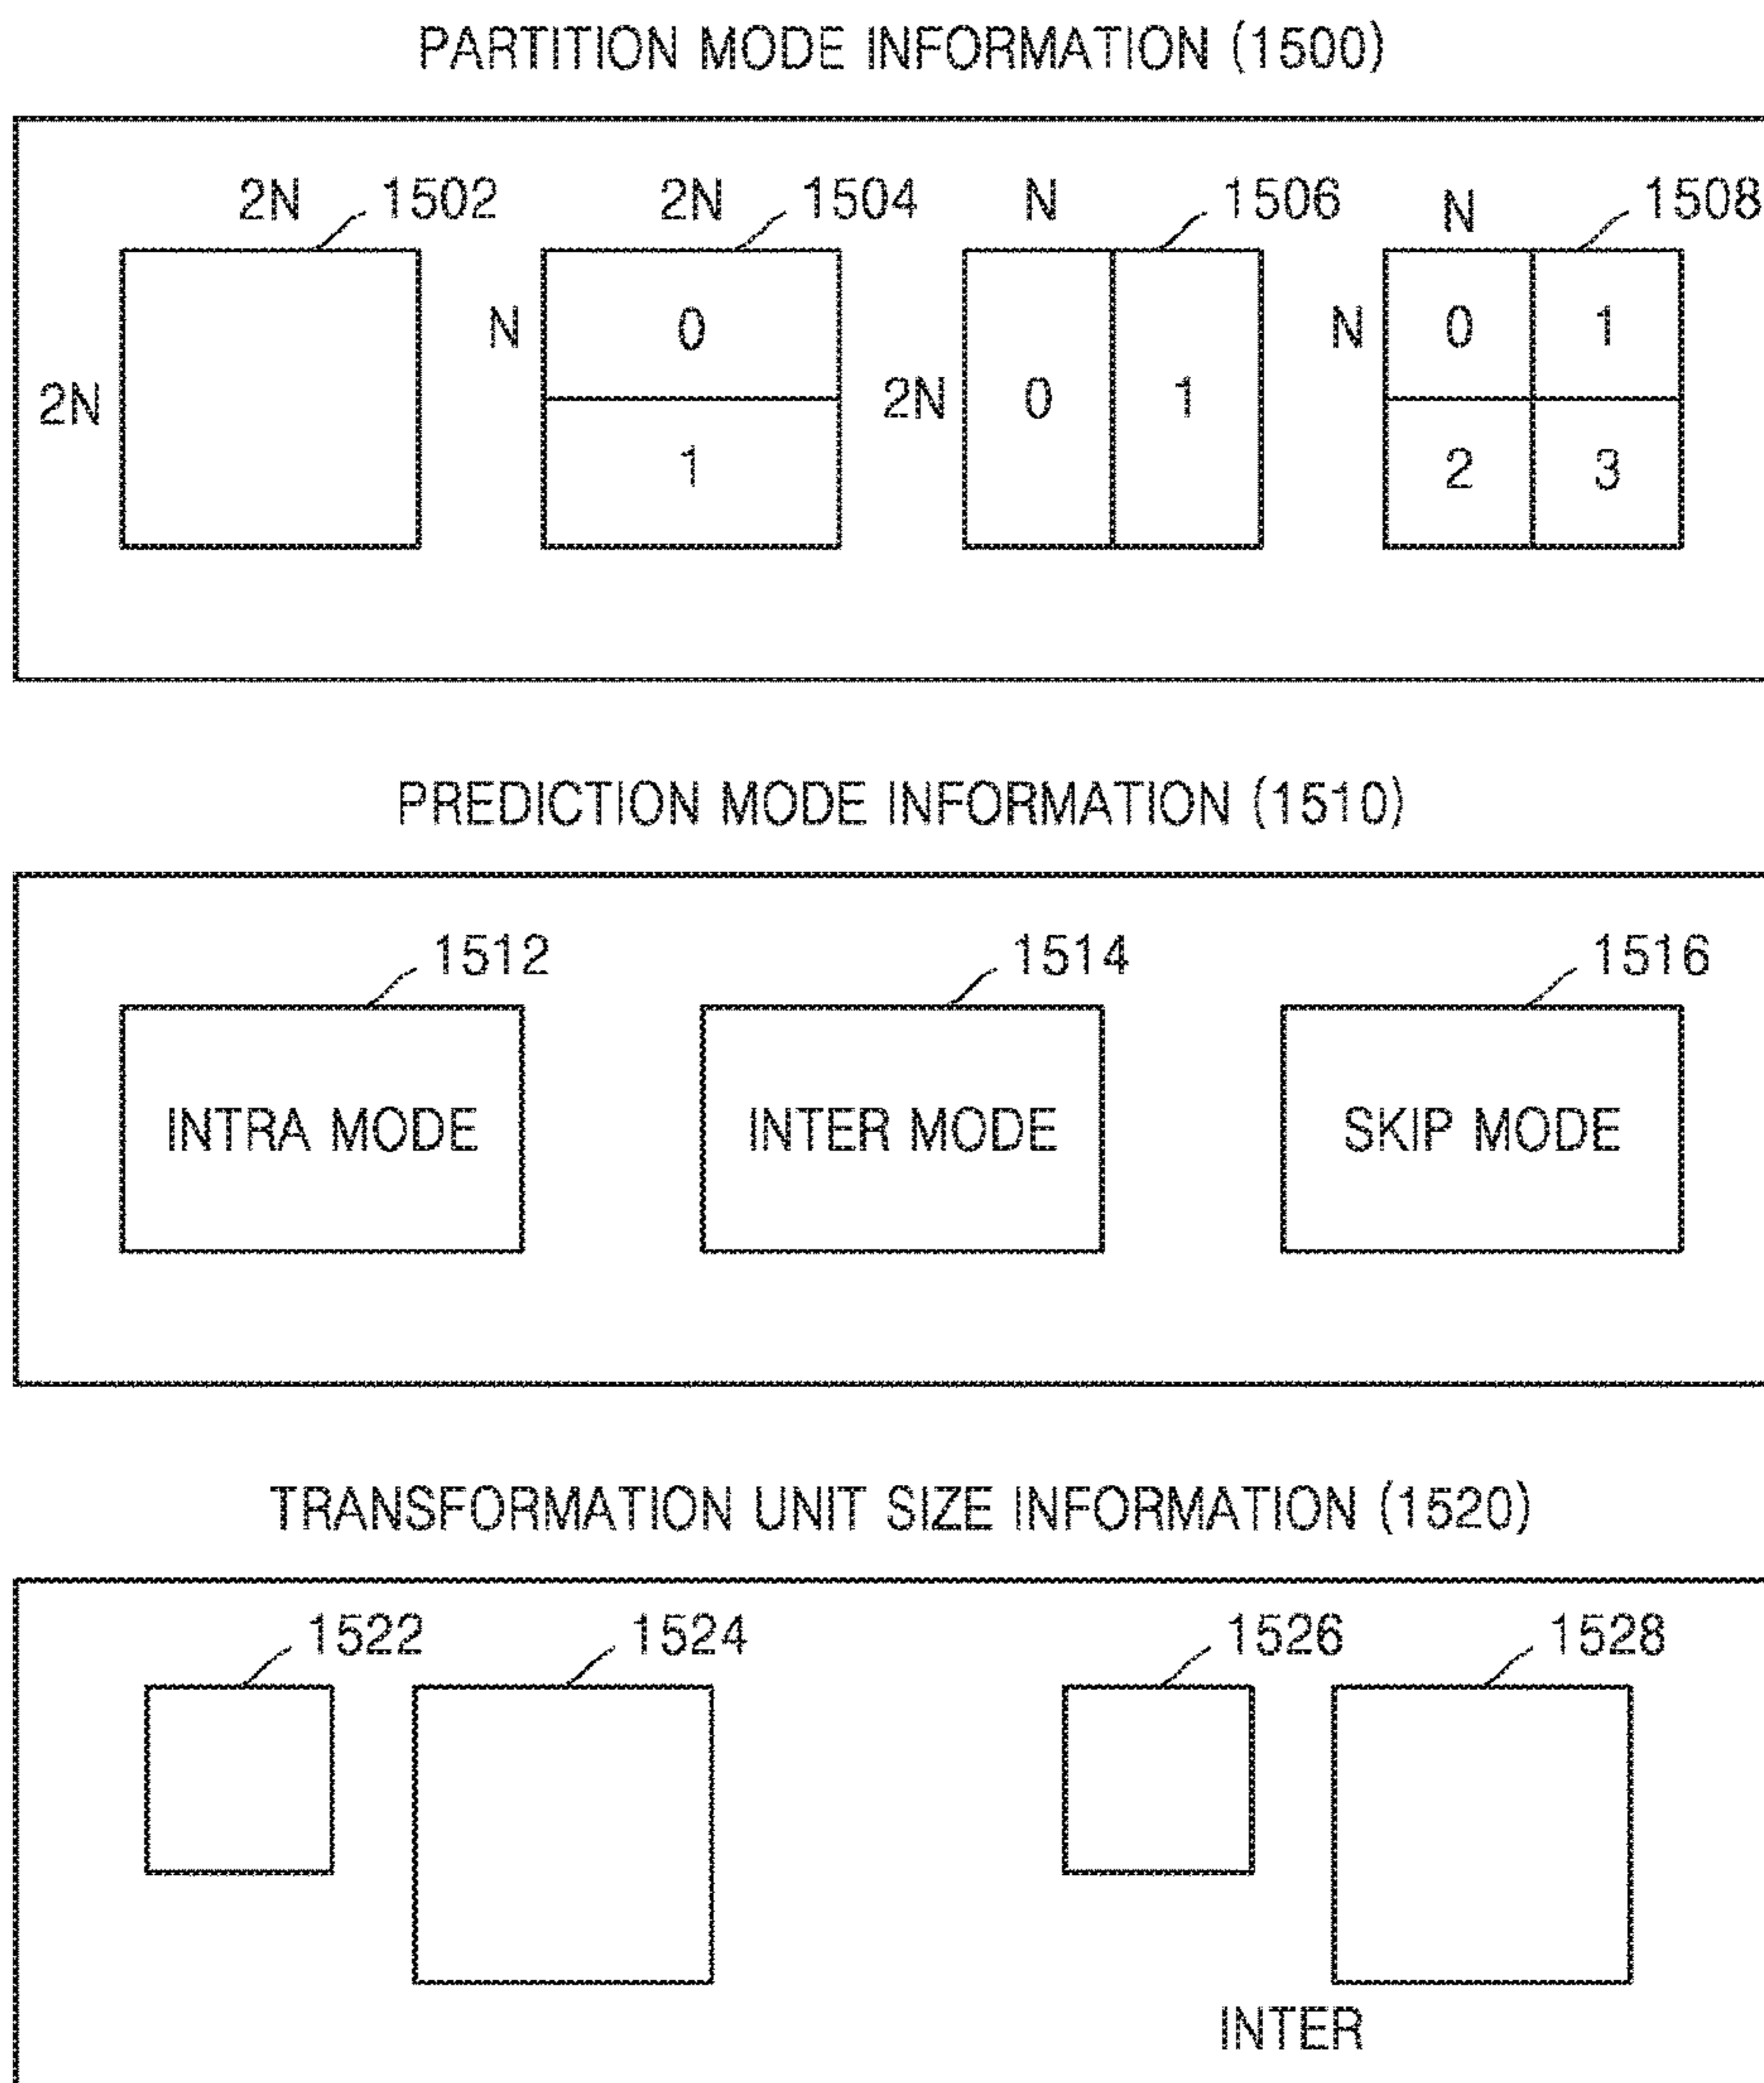 PARTITION MODE INFORMATION (1500)
2N 1502 2N 1504 N 1506 N 1508
N 0 N 0 1
2N 2N 0 1
1 2 3
PREDICTION MODE INFORMATION (1510)
1512 1514 1516
INTRA MODE INTER MODE SKIP MODE
TRANSFORMATION UNIT SIZE INFORMATION (1520)
1522 1524 1526 1528
INTER